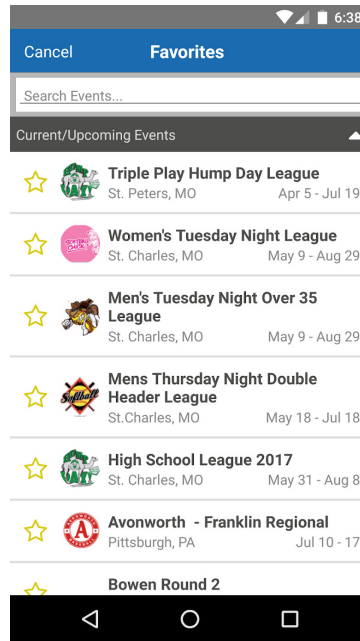 6:38
Cancel Favorites
Search Events...
Current/Upcoming Events
Triple Play Hump Day League
St. Peters, MO Apr 5 - Jul 19
Women's Tuesday Night League
St. Charles, MO May 9 - Aug 29
Men's Tuesday Night Over 35
League
St. Charles, MO May 9 - Aug 29
Mens Thursday Night Double
Header League
Softball
St.Charles, MO May 18 - Jul 18
High School League 2017
St. Charles, MO May 31 - Aug 8
Avonworth - Franklin Regional
A
Pittsburgh, PA Jul 10 - 17
Bowen Round 2